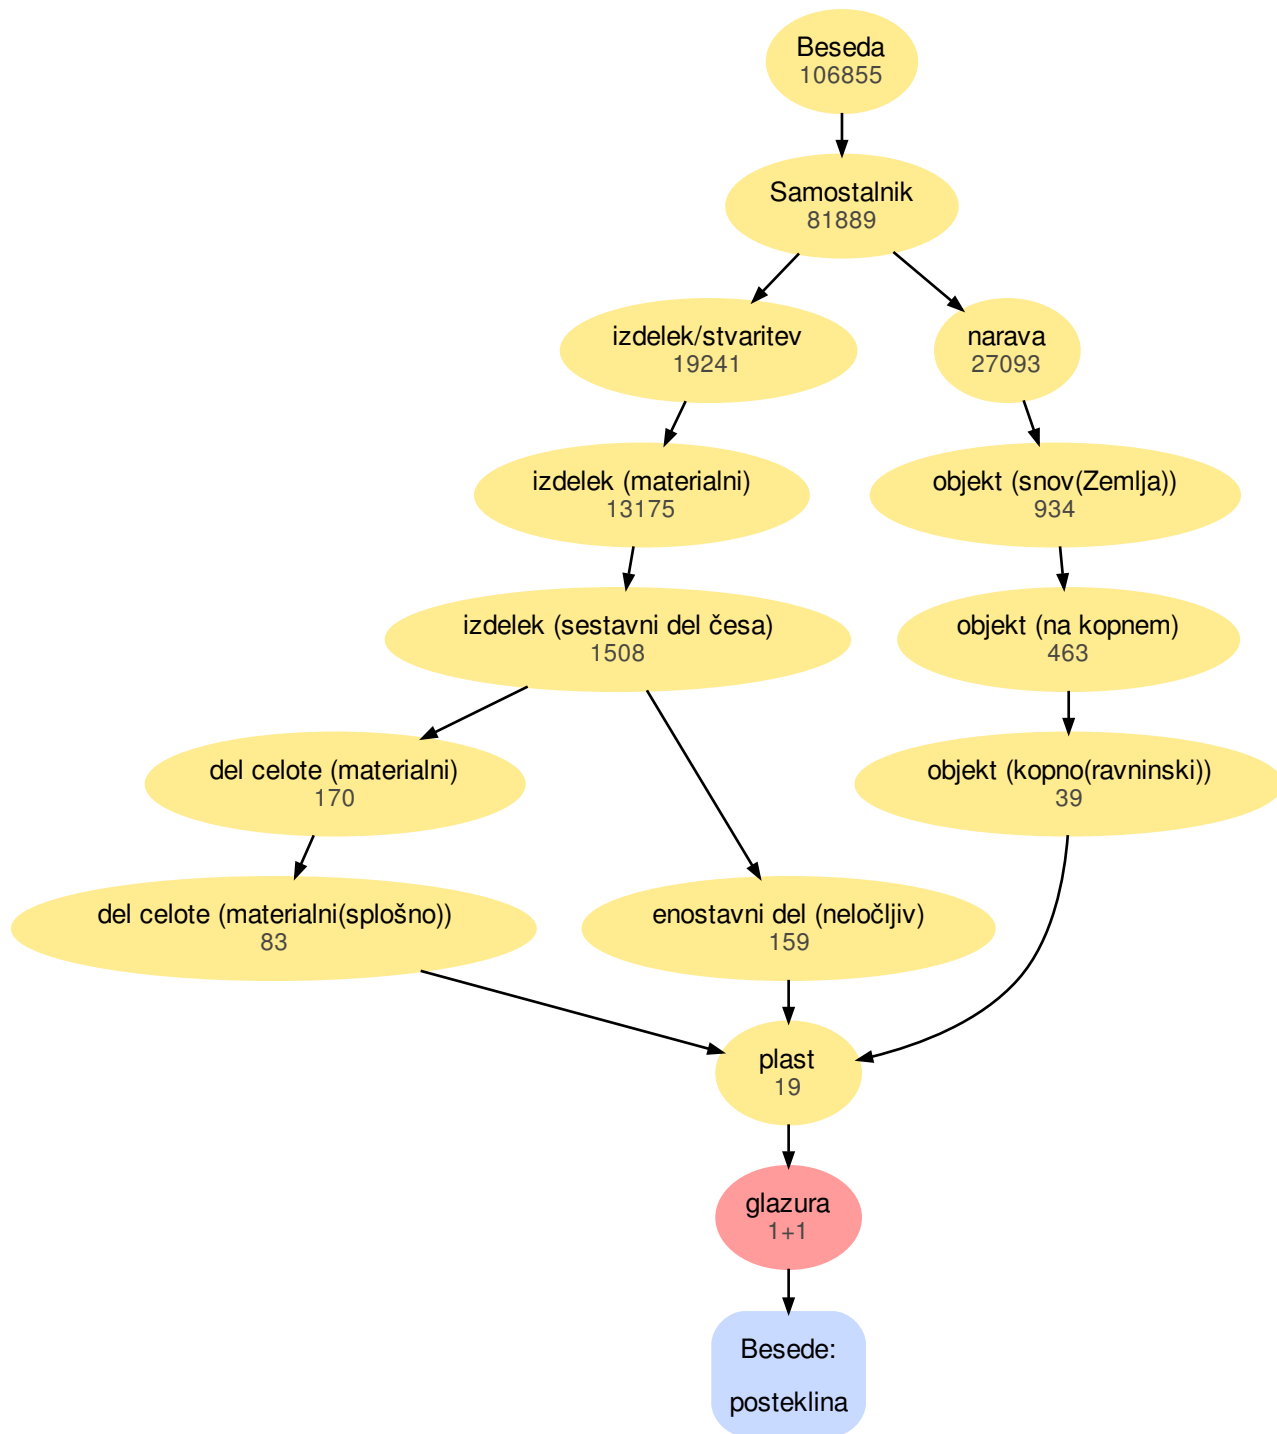 Beseda
106855
Samostalnik
81889
izdelek/stvaritev
19241
narava
27093
izdelek (materialni)
13175
objekt (snov(Zemlja))
934
izdelek (sestavni del česa)
1508
objekt (na kopnem)
463
del celote (materialni)
170
objekt (kopno(ravninski))
39
del celote (materialni(splošno))
83
enostavni del (neločljiv)
159
plast
19
glazura
1+1
Besede:
posteklina